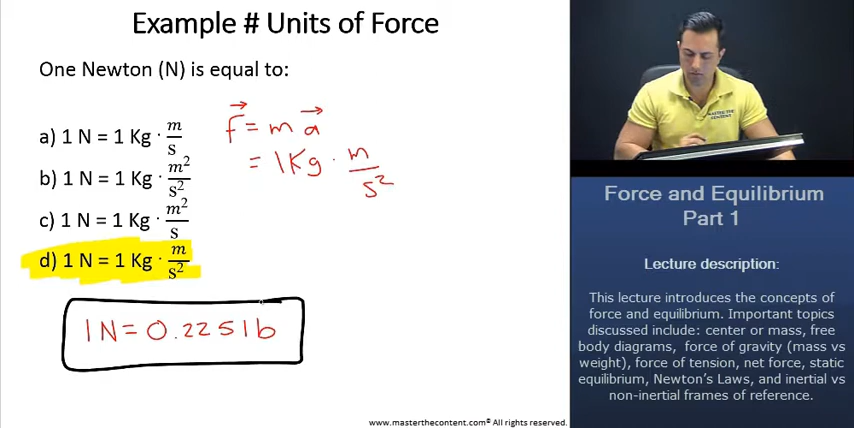 Example # Units of Force
One Newton (N) is equal to:
a) 1 N = 1 Kg · m/s
b) 1 N = 1 Kg · m²/s²
c) 1 N = 1 Kg · m²/s
d) 1 N = 1 Kg · m/s²
f = m a
= 1Kg · m/s²
1N = 0.225 lb
www.masterthecontent.com© All rights reserved.
MASTER THE
CONTENT
Force and Equilibrium
Part 1
Lecture description:
This lecture introduces the concepts of
force and equilibrium. Important topics
discussed include: center or mass, free
body diagrams, force of gravity (mass vs
weight), force of tension, net force, static
equilibrium, Newton's Laws, and inertial vs
non-inertial frames of reference.